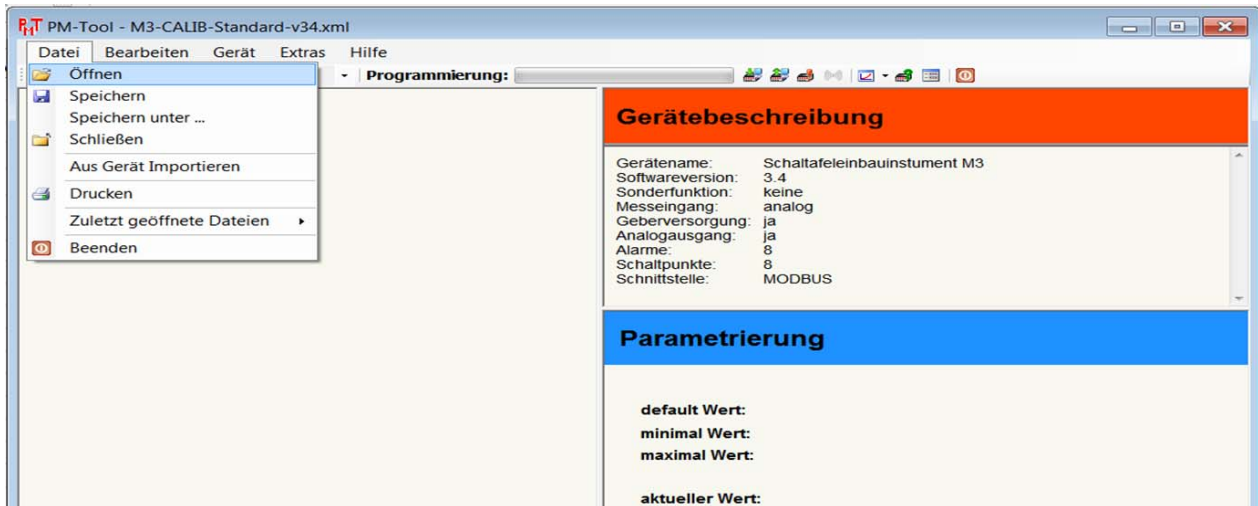 PM-Tool - M3-CALIB-Standard-v34.xml
Datei Bearbeiten Gerät Extras Hilfe
Öffnen
Programmierung:
Speichern
Speichern unter ...
Schließen
Aus Gerät Importieren
Drucken
Zuletzt geöffnete Dateien
Beenden
Gerätebeschreibung
Gerätename: Schaltafeleinbauinstument M3
Softwareversion: 3.4
Sonderfunktion: keine
Messeingang: analog
Geberversorgung: ja
Analogausgang: ja
Alarme: 8
Schaltpunkte: 8
Schnittstelle: MODBUS
Parametrierung
default Wert:
minimal Wert:
maximal Wert:
aktueller Wert: